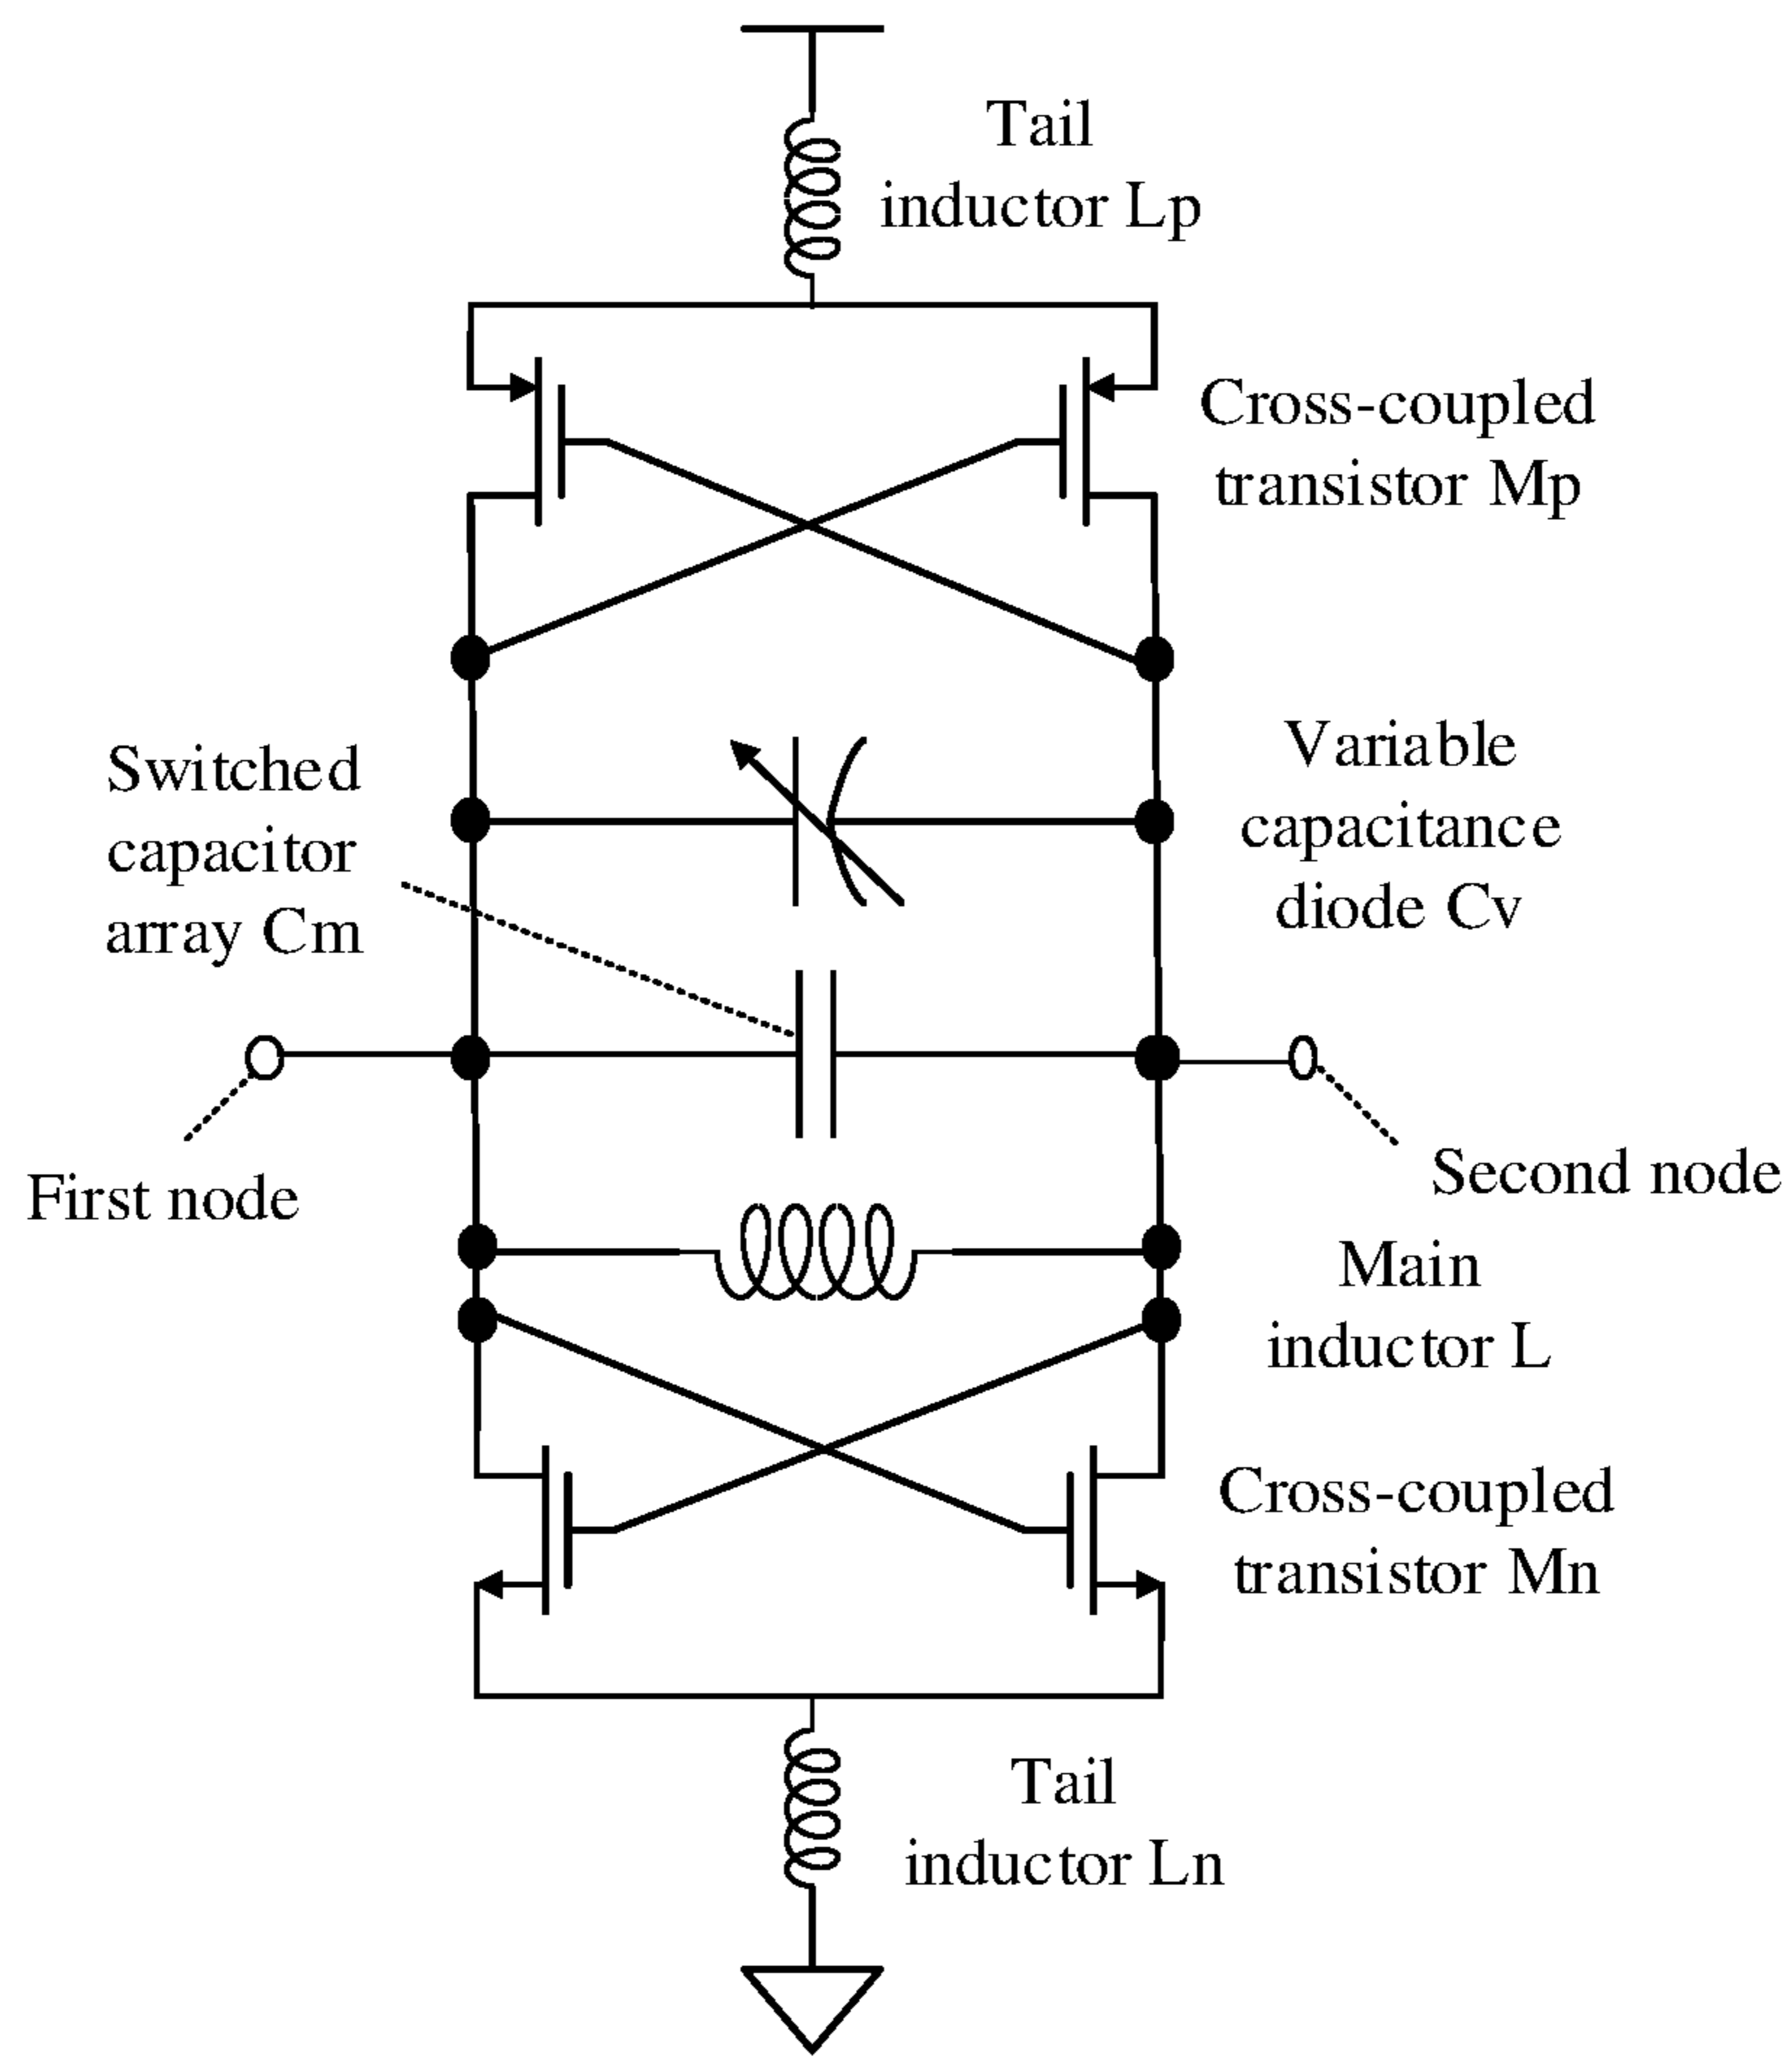 Tail
inductor Lp
Cross-coupled
transistor Mp
Switched
capacitor
array Cm
Variable
capacitance
diode Cv
First node
Second node
Main
inductor L
Cross-coupled
transistor Mn
Tail
inductor Ln